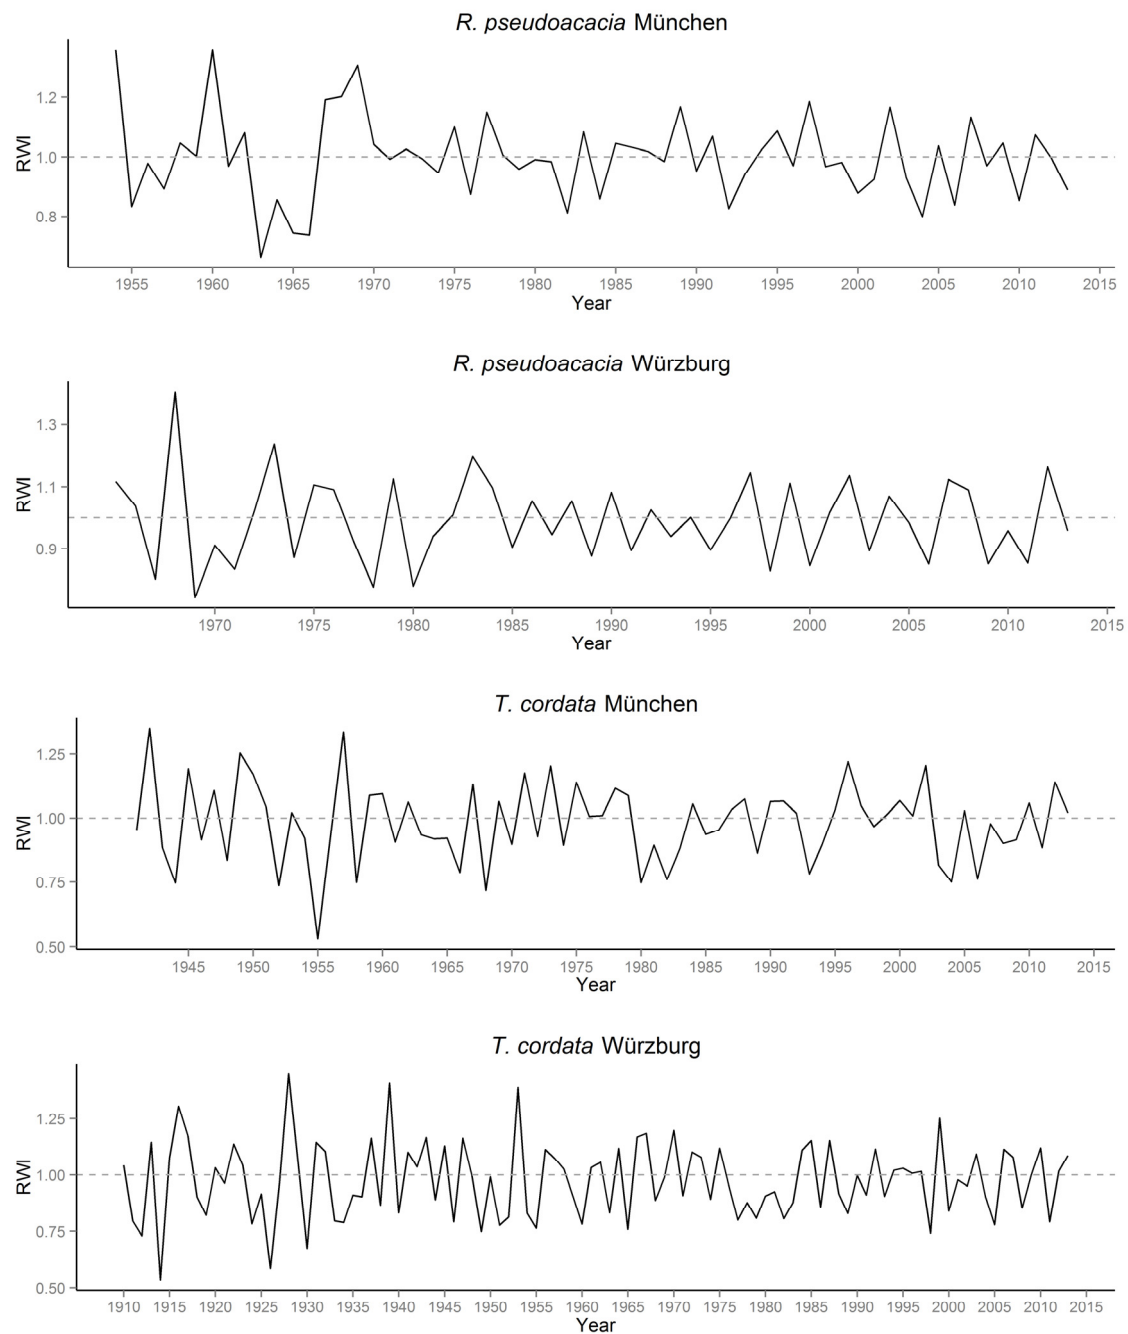 R. pseudoacacia München
1.2
1.0
0.8
RWI
1955 1960 1965 1970 1975 1980 1985 1990 1995 2000 2005 2010 2015
Year
R. pseudoacacia Würzburg
1.3
1.1
0.9
RWI
1970 1975 1980 1985 1990 1995 2000 2005 2010 2015
Year
T. cordata München
1.25
1.00
0.75
0.50
RWI
1945 1950 1955 1960 1965 1970 1975 1980 1985 1990 1995 2000 2005 2010 2015
Year
T. cordata Würzburg
1.25
1.00
0.75
0.50
RWI
1910 1915 1920 1925 1930 1935 1940 1945 1950 1955 1960 1965 1970 1975 1980 1985 1990 1995 2000 2005 2010 2015
Year